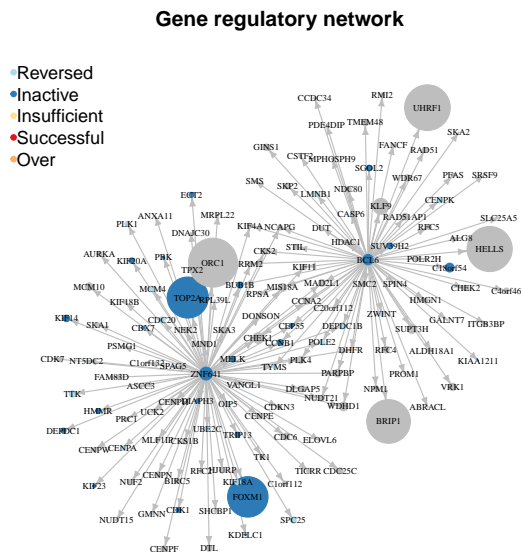 Gene regulatory network
Reversed
Inactive
Insufficient
Successful
Over
CCDC34
RMI2
UHRF1
PDE4DIP
TMEM48
SKA2
GINS1
CSTF2
MPHOSPH9
FANCF
RAD51
SGOL2
SMS
SKP2
LMNB1
NDC80
WDR67
PFAS
SRSF9
ECT2
CENPK
KLF9
ANXA11
MRPL22
CASP6
RAD51AP1
SLC25A5
PLK1
DNAJC30
KIF4A
NCAPG
DUT
RFC5
HDAC1
ALG8
AURKA
KIF20A
PBK
ORC1
CKS2
STIL
SUV39H2
HELLS
TPX2
RRM2
KIF11
BCL6
POLR2H
C18orf54
MCM10
MCM4
TOP2A
BUB1B
MIS18A
MAD2L1
SMC2
SPIN4
C4orf46
KIF18B
RPL39L
RPSA
CCNA2
HMGN1
KIF14
CDC20
DONSON
C20orf112
ZWINT
GALNT7
ITGB3BP
SKA1
CBX7
NEK2
SKA3
CEP55
DEPDC1B
SUPT3H
PSMG1
MND1
CHEK1
CCNB1
POLE2
DHFR
RFC4
ALDH18A1
KIAA1211
CDK7
NT5DC2
C1orf132
SPAG5
MELK
TYMS
PLK4
PARPBP
PROM1
FAM83D
ZNF641
VANGL1
DLGAP5
NPM1
VRK1
TTK
ASCC3
NUDT21
HMMR
UCK2
DIAPH3
OIP5
CDKN3
WDHD1
BRIP1
ABRACL
DEPDC1
PRC1
CENPE
UBE2C
TRIP13
CDC6
ELOVL6
CENPW
CENPA
MLF1IP
CKS1B
TK1
KIF23
NUF2
CENPN
BIRC5
RFC2
HJURP
KIF18A
TICRR
CDC25C
C1orf112
FOXM1
NUDT15
GMNN
CDK1
SHCBP1
SPC25
KDELC1
CENPF
DTL